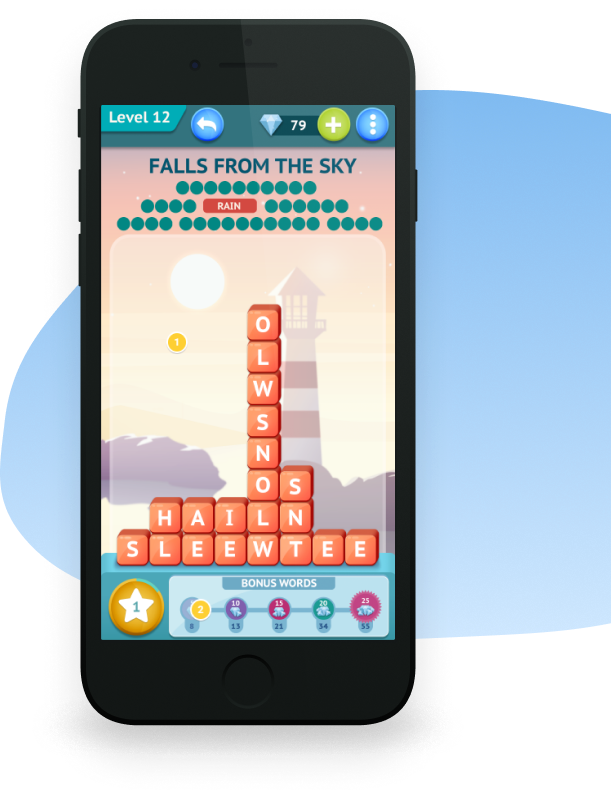 Level 12
79
FALLS FROM THE SKY
RAIN
1
O
L
W
S
N
O S
H A I L N
S L E E W T E E
BONUS WORDS
1
2 10 15 20 25
8 13 21 34 55